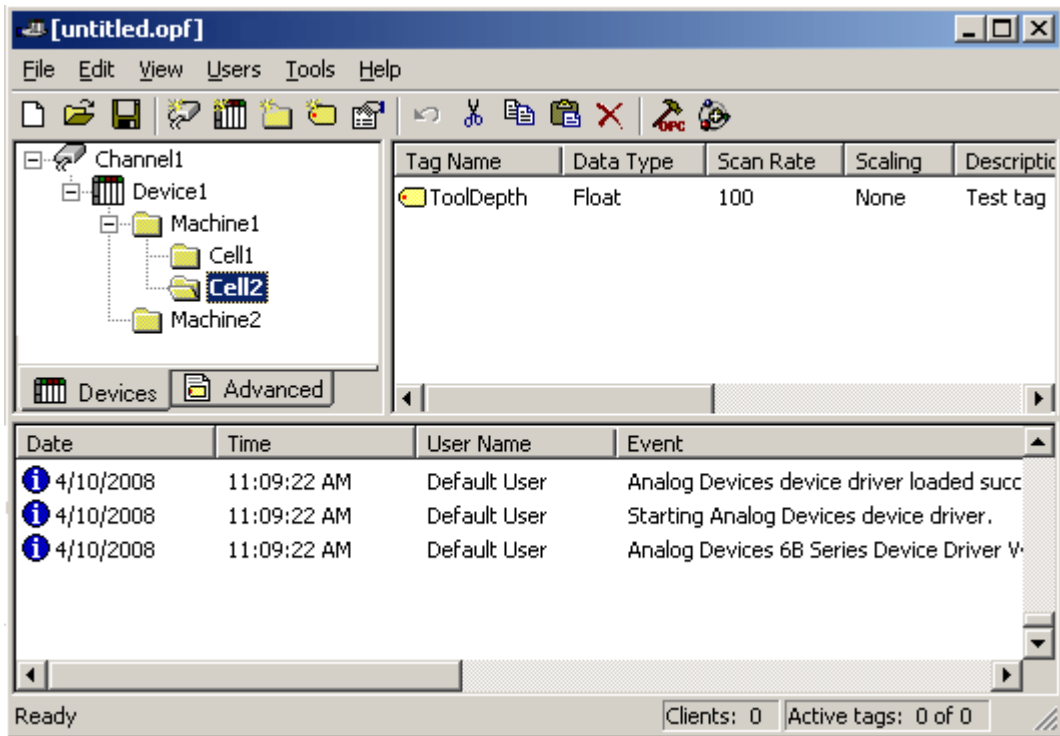 [untitled.opf]
File Edit View Users Tools Help
OPC
Channel1
Device1
Machine1
Cell1
Cell2
Machine2
Devices Advanced
Tag Name Data Type Scan Rate Scaling Descriptic
ToolDepth Float 100 None Test tag
Date Time User Name Event
4/10/2008 11:09:22 AM Default User Analog Devices device driver loaded succ
4/10/2008 11:09:22 AM Default User Starting Analog Devices device driver.
4/10/2008 11:09:22 AM Default User Analog Devices 6B Series Device Driver V
Ready Clients: 0 Active tags: 0 of 0